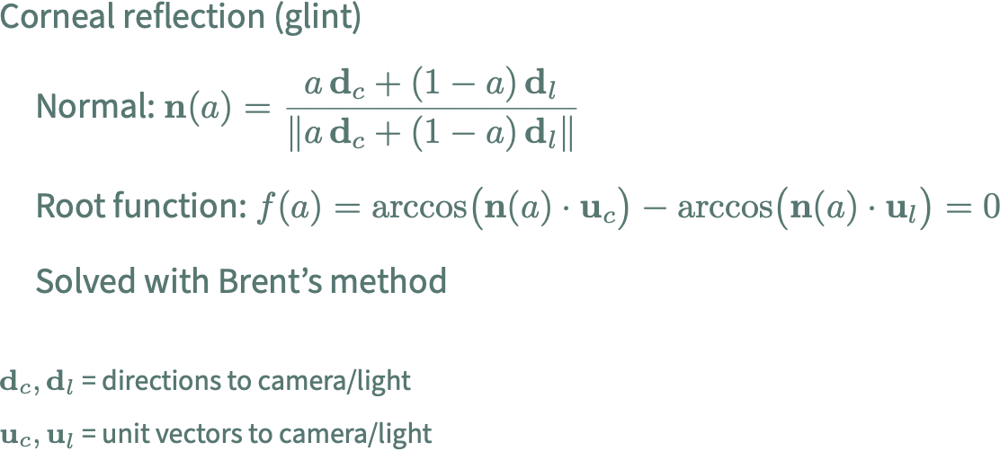 Corneal reflection (glint)
Normal: $\mathbf{n}(a) = \dfrac{a\,\mathbf{d}_c + (1 - a)\,\mathbf{d}_l}{\|a\,\mathbf{d}_c + (1 - a)\,\mathbf{d}_l\|}$
Root function: $f(a) = \arccos\bigl(\mathbf{n}(a) \cdot \mathbf{u}_c\bigr) - \arccos\bigl(\mathbf{n}(a) \cdot \mathbf{u}_l\bigr) = 0$
Solved with Brent’s method
$\mathbf{d}_c, \mathbf{d}_l$ = directions to camera/light
$\mathbf{u}_c, \mathbf{u}_l$ = unit vectors to camera/light